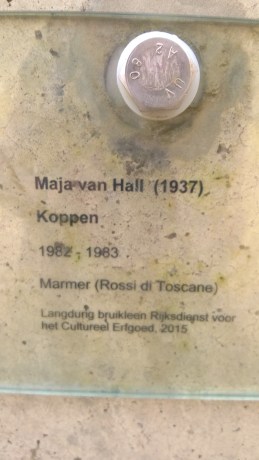 Maja van Hall (1937)
Koppen
1982 - 1983
Marmer (Rossi di Toscane)
Langdurig bruikleen Rijksdienst voor
het Cultureel Erfgoed, 2015